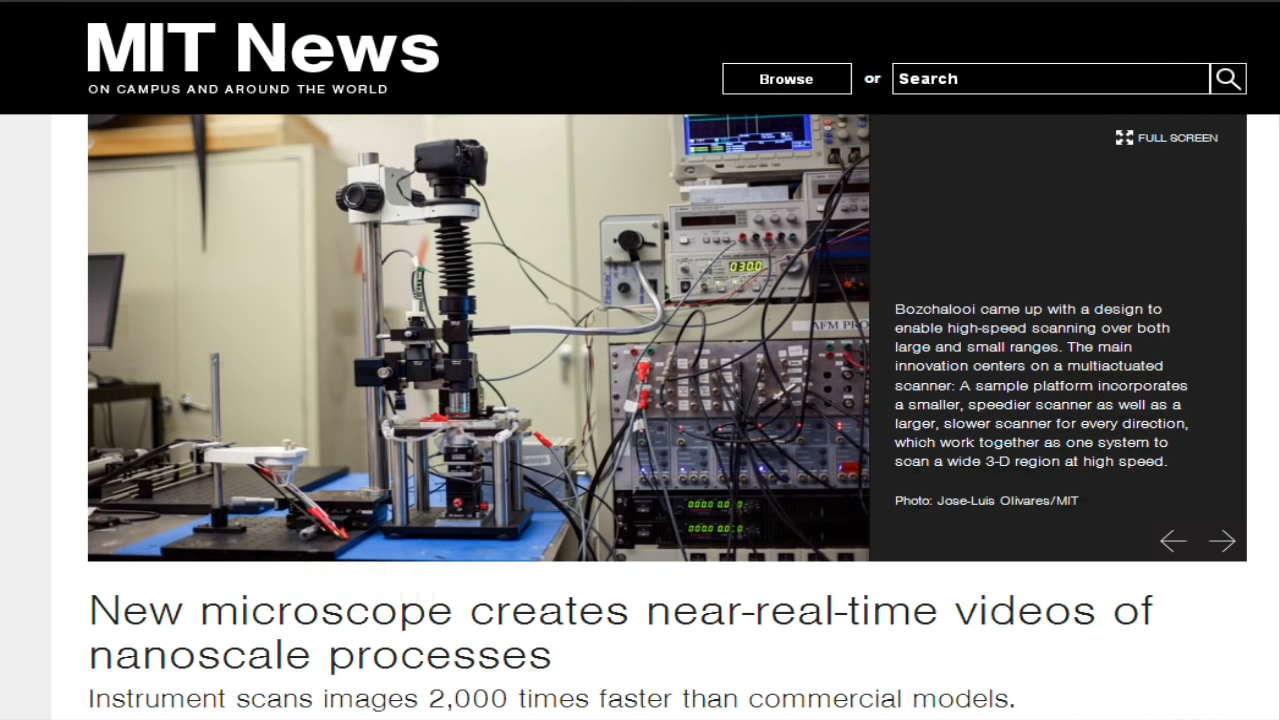 MIT News
ON CAMPUS AND AROUND THE WORLD
Browse or Search
FULL SCREEN
030.0
AFM PRO
Bozchalooi came up with a design to
enable high-speed scanning over both
large and small ranges. The main
innovation centers on a multiactuated
scanner: A sample platform incorporates
a smaller, speedier scanner as well as a
larger, slower scanner for every direction,
which work together as one system to
scan a wide 3-D region at high speed.
Photo: Jose-Luis Olivares/MIT
New microscope creates near-real-time videos of
nanoscale processes
Instrument scans images 2,000 times faster than commercial models.